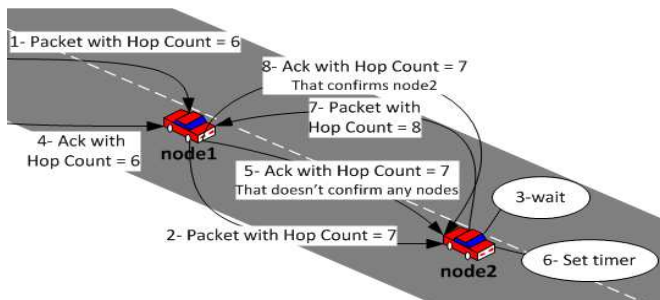 1- Packet with Hop Count = 6
8- Ack with Hop Count = 7
That confirms node2
7- Packet with
Hop Count = 8
4- Ack with
Hop Count = 6
node1
5- Ack with Hop Count = 7
That doesn't confirm any nodes
3-wait
2- Packet with Hop Count = 7
6- Set timer
node2